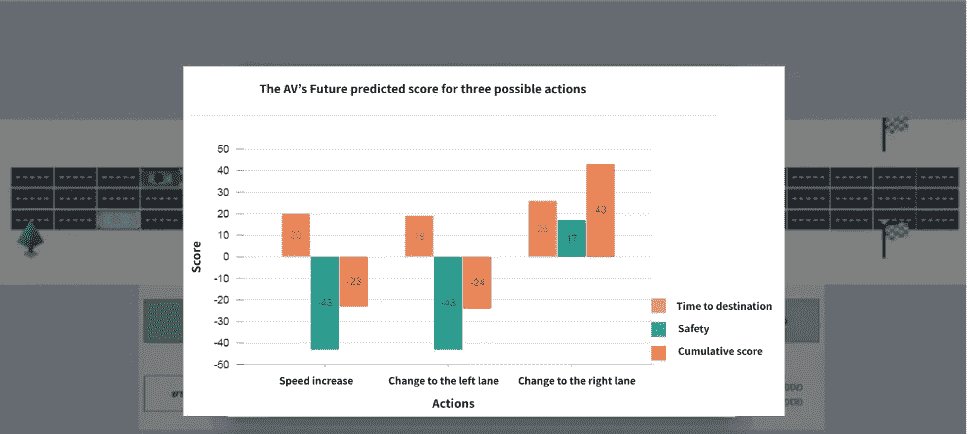 The AV's Future predicted score for three possible actions
50
40
30
20
10
0
-10
-20
-30
-40
-50
Score
20
-43
-23
19
-43
-24
26
17
43
Time to destination
Safety
Cumulative score
Speed increase
Change to the left lane
Change to the right lane
Actions